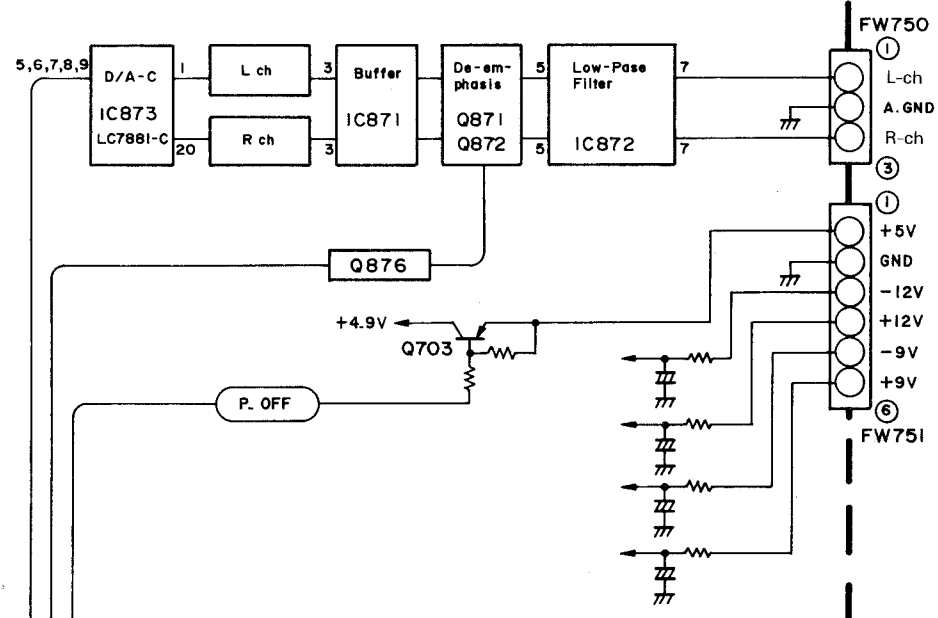 FW750
①
5,6,7,8,9
D/A-C
IC873
LC7881-C
1
20
L ch
R ch
3
3
Buffer
IC871
De-em-
phasis
Q871
Q872
5
5
Low-Pase
Filter
IC872
7
7
L-ch
A.GND
R-ch
③
①
+5V
GND
-12V
+12V
-9V
+9V
⑥
FW751
Q876
+4.9V
Q703
P. OFF